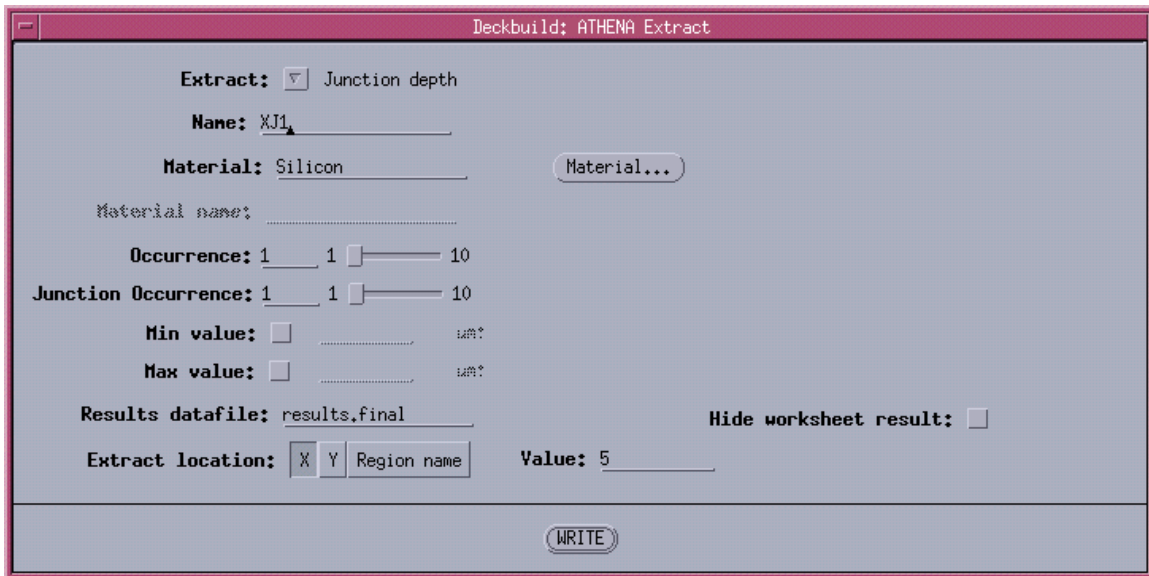 Deckbuild: ATHENA Extract
Extract: Junction depth
Name: XJ1
Material: Silicon Material...
Material name:
Occurrence: 1 1 10
Junction Occurrence: 1 1 10
Min value: um:
Max value: um:
Results datafile: results.final Hide worksheet result:
Extract location: X Y Region name Value: 5
WRITE